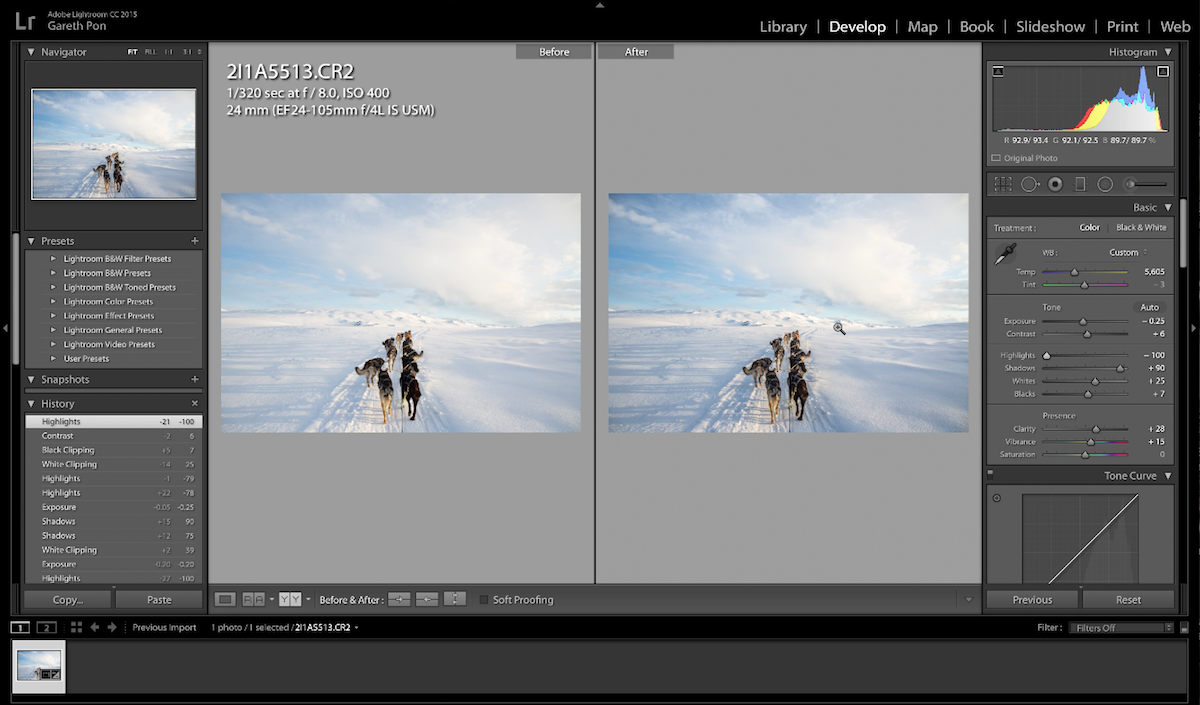 Lr
Adobe Lightroom CC 2015
Gareth Pon
Library | Develop | Map | Book | Slideshow | Print | Web
Navigator FIT FILL 1:1 3:1
Presets +
Lightroom B&W Filter Presets
Lightroom B&W Presets
Lightroom B&W Toned Presets
Lightroom Color Presets
Lightroom Effect Presets
Lightroom General Presets
Lightroom Video Presets
User Presets
Snapshots +
History ×
Highlights -21 -100
Contrast -2 6
Black Clipping +5 7
White Clipping -14 25
Highlights -1 -79
Highlights +22 -78
Exposure -0.05 -0.25
Shadows +15 90
Shadows +12 75
White Clipping +2 39
Exposure -0.20 -0.20
Highlights -27 -100
Copy... Paste
Before After
2I1A5513.CR2
1/320 sec at f / 8.0, ISO 400
24 mm (EF24-105mm f/4L IS USM)
R A Y Y Before & After : Soft Proofing
Histogram
R 92.9/ 93.4 G 92.1/ 92.5 B 89.7/ 89.7 %
Original Photo
Basic
Treatment : Color | Black & White
WB : Custom
Temp 5,605
Tint – 3
Tone Auto
Exposure – 0.25
Contrast + 6
Highlights – 100
Shadows + 90
Whites + 25
Blacks + 7
Presence
Clarity + 28
Vibrance + 15
Saturation 0
Tone Curve
Previous Reset
1 2 Previous Import 1 photo / 1 selected / 2I1A5513.CR2 Filter : Filters Off